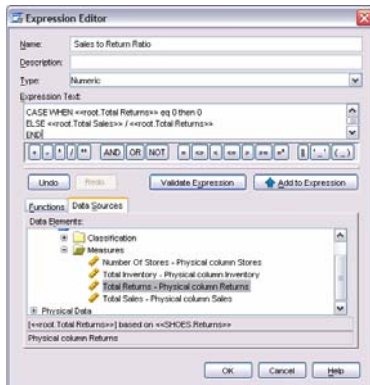 Expression Editor
Name: Sales to Return Ratio
Description:
Type: Numeric
Expression Text:
CASE WHEN <<root.Total Returns>> eq 0 then 0
ELSE <<root.Total Sales>> / <<root.Total Returns>>
END
+ - * / ** AND OR NOT = <> < <= > >= =* || '...' (...)
Undo Redo Validate Expression Add to Expression
Functions Data Sources
Data Elements:
Classification
Measures
Number Of Stores - Physical column Stores
Total Inventory - Physical column Inventory
Total Returns - Physical column Returns
Total Sales - Physical column Sales
Physical Data
[<<root.Total Returns>>] based on <<SHOES.Returns>>
Physical column Returns
OK Cancel Help